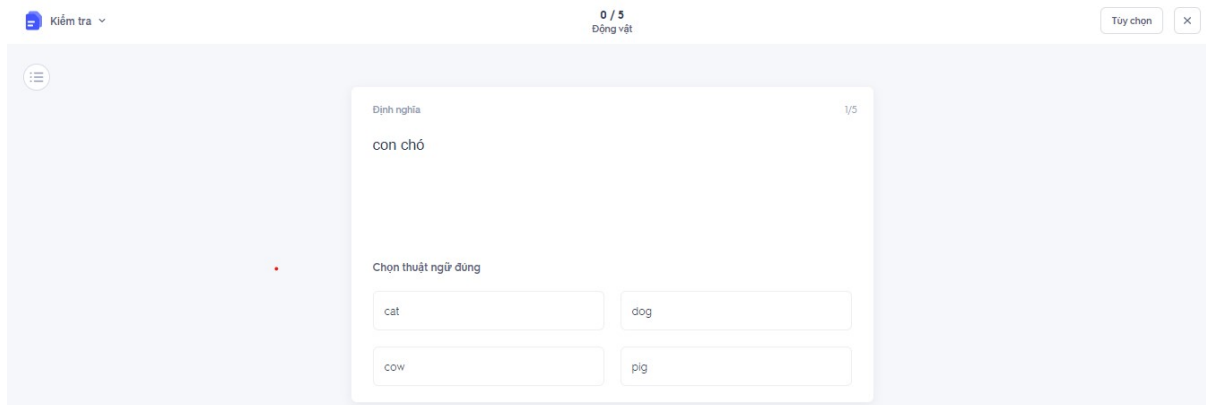 Kiểm tra
0 / 5
Động vật
Tùy chọn
Định nghĩa
1/5
con chó
Chọn thuật ngữ đúng
cat
dog
cow
pig